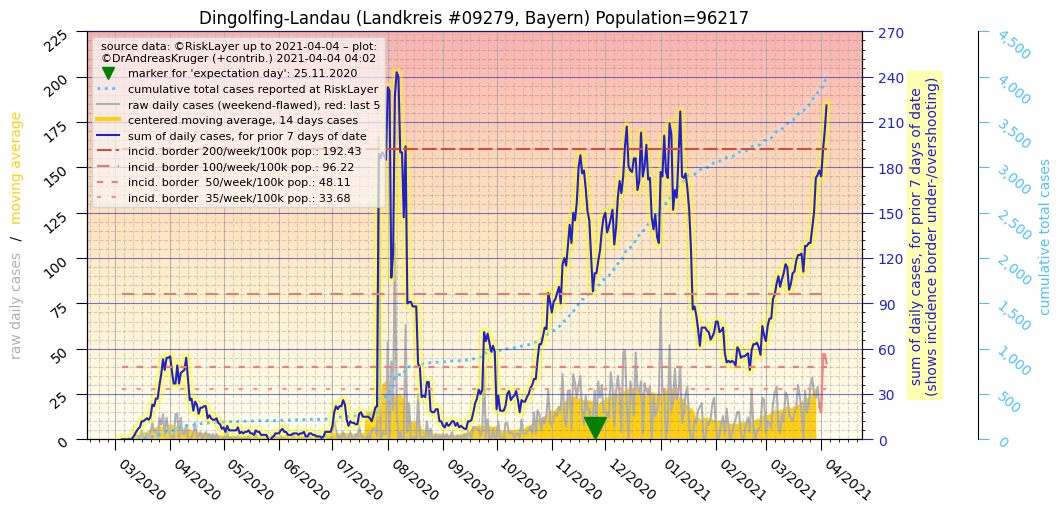 Dingolfing-Landau (Landkreis #09279, Bayern) Population=96217
source data: ©RiskLayer up to 2021-04-04 – plot:
©DrAndreasKruger (+contrib.) 2021-04-04 04:02
marker for 'expectation day': 25.11.2020
cumulative total cases reported at RiskLayer
raw daily cases (weekend-flawed), red: last 5
centered moving average, 14 days cases
sum of daily cases, for prior 7 days of date
incid. border 200/week/100k pop.: 192.43
incid. border 100/week/100k pop.: 96.22
incid. border  50/week/100k pop.: 48.11
incid. border  35/week/100k pop.: 33.68
raw daily cases  /  moving average
225
200
175
150
125
100
75
50
25
0
270
240
210
180
150
120
90
60
30
0
sum of daily cases, for prior 7 days of date
(shows incidence border under-/overshooting)
4,500
4,000
3,500
3,000
2,500
2,000
1,500
1,000
500
0
cumulative total cases
03/2020
04/2020
05/2020
06/2020
07/2020
08/2020
09/2020
10/2020
11/2020
12/2020
01/2021
02/2021
03/2021
04/2021